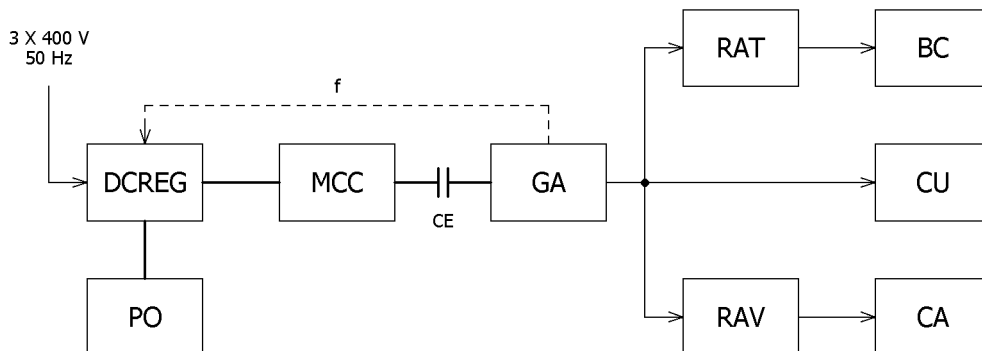 3 X 400 V
50 Hz
f
RAT
BC
DCREG
MCC
CE
GA
CU
PO
RAV
CA